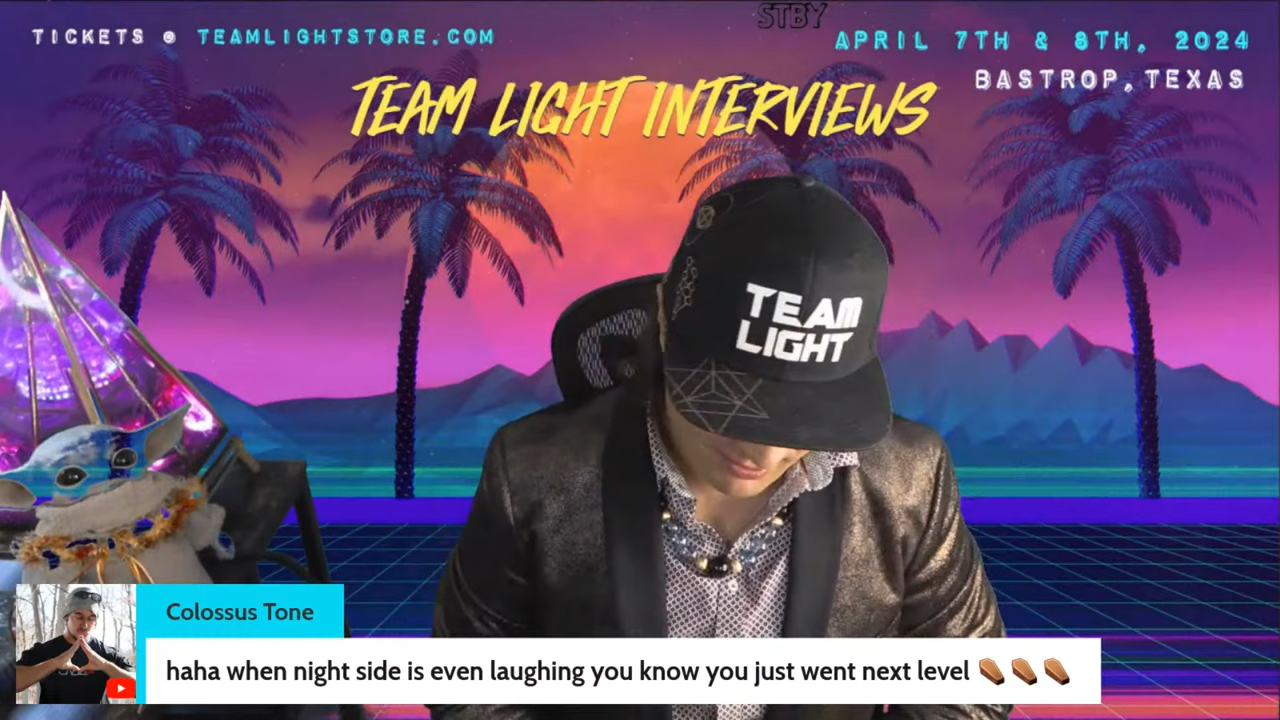 STBY
TICKETS @ TEAMLIGHTSTORE.COM
APRIL 7TH & 8TH, 2024
BASTROP, TEXAS
TEAM LIGHT INTERVIEWS
TEAM
LIGHT
Colossus Tone
haha when night side is even laughing you know you just went next level ⚰️⚰️⚰️